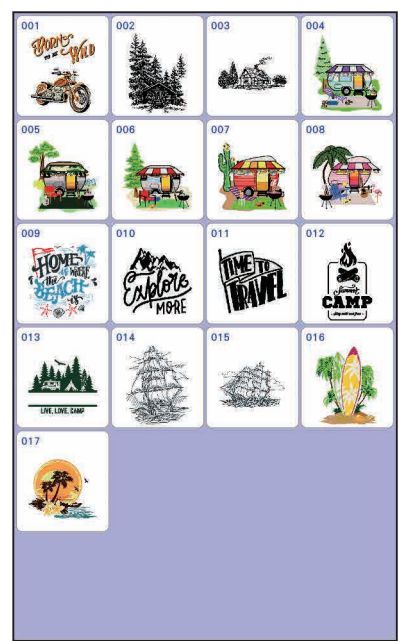 001
002
003
004
BORN
TO BE
WILD
005
006
007
008
009
010
011
012
HOME
is WHERE
the
BEACH
is
Explore
MORE
TIME TO
TRAVEL
Summer
CAMP
013
014
015
016
LIVE, LOVE, CAMP
017